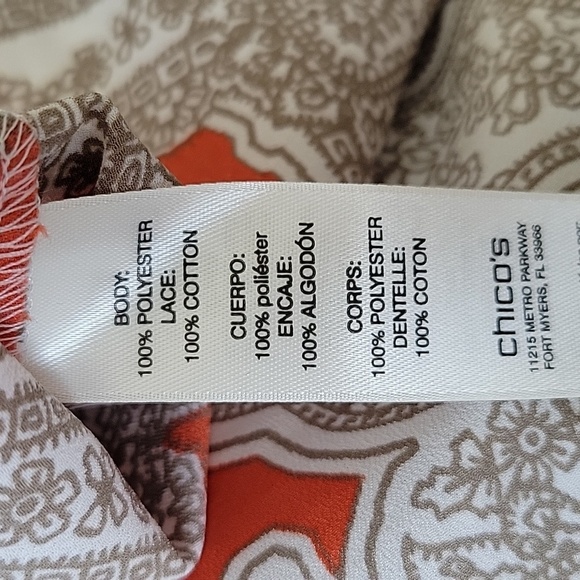 BODY:
100% POLYESTER
LACE:
100% COTTON
CUERPO:
100% poliéster
ENCAJE:
100% ALGODÓN
CORPS:
100% POLYESTER
DENTELLE:
100% COTON
chico's
11215 METRO PARKWAY
FORT MYERS, FL 33966